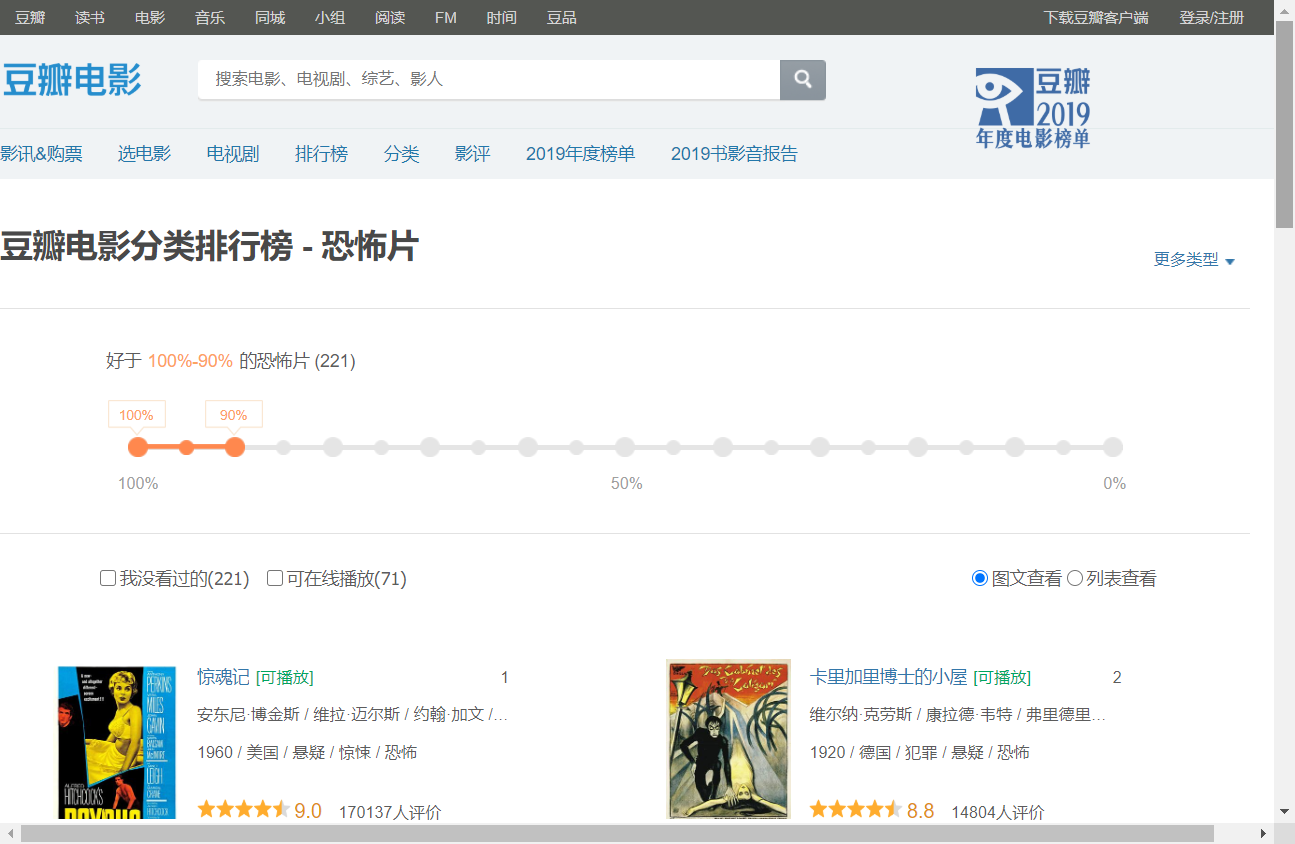 豆瓣 读书 电影 音乐 同城 小组 阅读 FM 时间 豆品 下载豆瓣客户端 登录/注册
豆瓣电影
搜索电影、电视剧、综艺、影人
豆瓣
2019
年度电影榜单
影讯&购票 选电影 电视剧 排行榜 分类 影评 2019年度榜单 2019书影音报告
豆瓣电影分类排行榜 - 恐怖片
更多类型
好于 100%-90% 的恐怖片 (221)
100% 90%
100% 50% 0%
我没看过的(221) 可在线播放(71) 图文查看 列表查看
惊魂记 [可播放] 1
安东尼·博金斯 / 维拉·迈尔斯 / 约翰·加文 /…
1960 / 美国 / 悬疑 / 惊悚 / 恐怖
9.0 170137人评价
PERKINS
MILES
GAVIN
LEIGH
ALFRED
HITCHCOCK'S
PSYCHO
卡里加里博士的小屋 [可播放] 2
维尔纳·克劳斯 / 康拉德·韦特 / 弗里德里…
1920 / 德国 / 犯罪 / 悬疑 / 恐怖
8.8 14804人评价